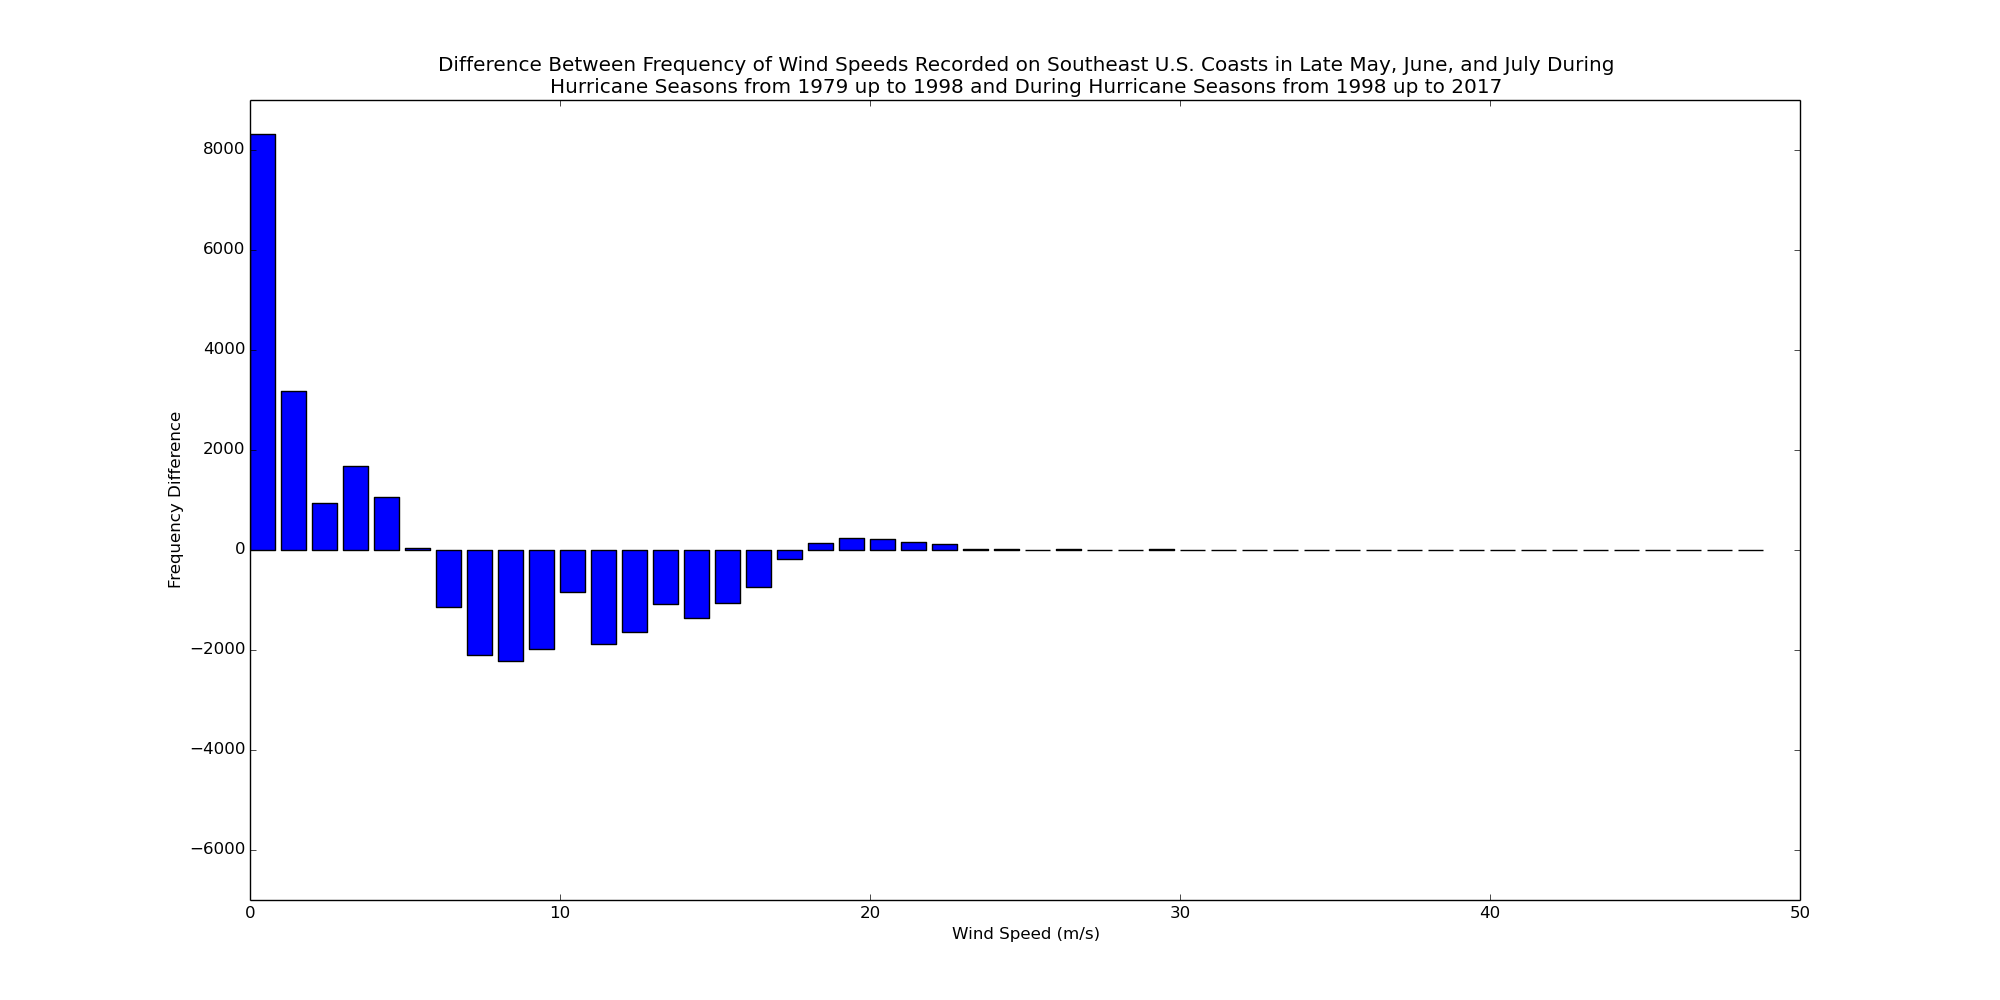 Difference Between Frequency of Wind Speeds Recorded on Southeast U.S. Coasts in Late May, June, and July During
Hurricane Seasons from 1979 up to 1998 and During Hurricane Seasons from 1998 up to 2017
8000
6000
4000
2000
0
−2000
−4000
−6000
Frequency Difference
0 10 20 30 40 50
Wind Speed (m/s)